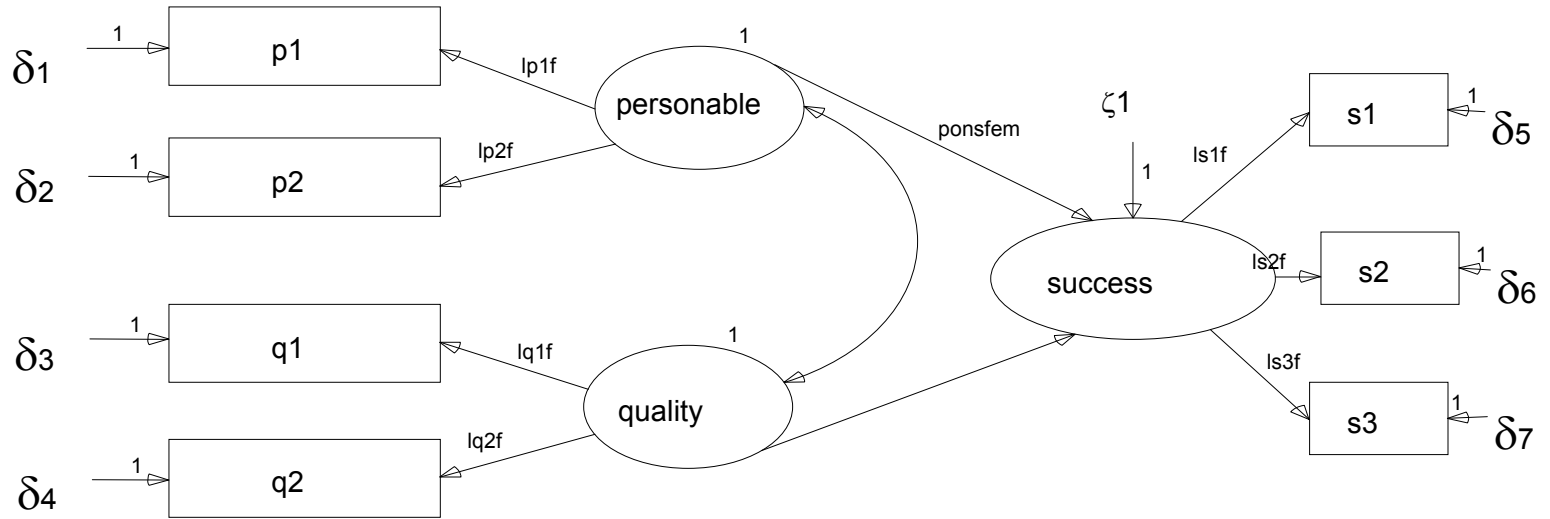 1
δ1
p1
lp1f
1
personable
ponsfem
ζ1
1
s1
1
δ5
ls1f
1
δ2
p2
lp2f
success
ls2f
s2
1
δ6
1
δ3
q1
lq1f
1
quality
ls3f
s3
1
δ7
1
δ4
q2
lq2f